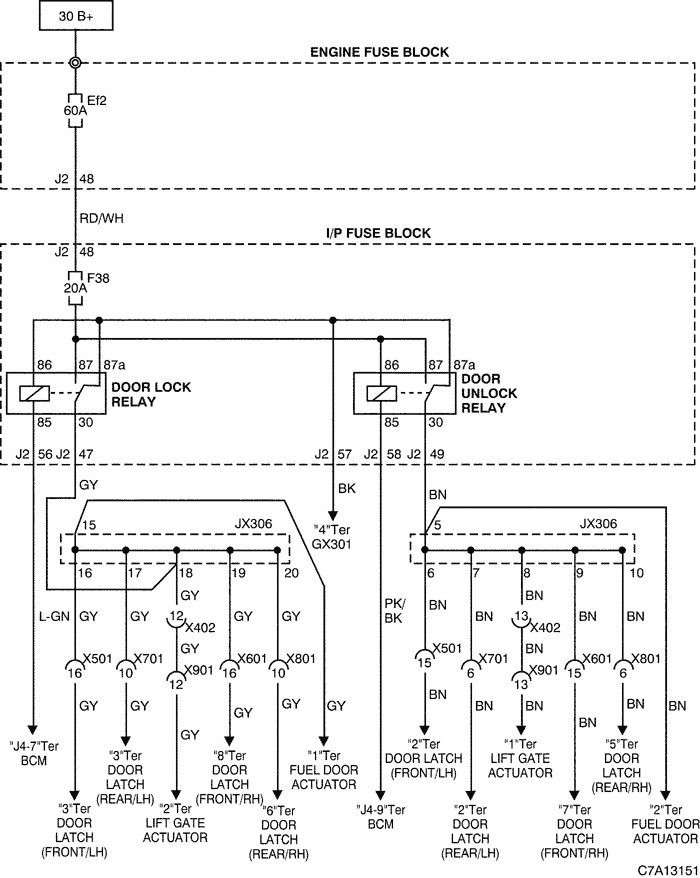 30 B+
ENGINE FUSE BLOCK
Ef2
60A
J2 48
RD/WH
I/P FUSE BLOCK
J2 48
F38
20A
86 87 87a
86 87 87a
DOOR LOCK
RELAY
DOOR
UNLOCK
RELAY
85 30
85 30
J2 56 J2 47
J2 57 J2 58 J2 49
GY
BK
BN
15 JX306
"4"Ter
GX301
5 JX306
16 17 18 19 20
6 7 8 9 10
L-GN GY GY GY GY GY
PK/
BK
BN BN BN BN BN
12 X402
13 X402
GY
BN
X501 X701 X901 X601 X801
16 10 12 16 10
X501 X701 X901 X601 X801
15 6 13 15 6
GY GY GY GY GY GY
BN BN BN BN BN BN
"J4-7"Ter
BCM
"3"Ter
DOOR
LATCH
(REAR/LH)
"8"Ter
DOOR
LATCH
(FRONT/RH)
"1"Ter
FUEL DOOR
ACTUATOR
"2"Ter
DOOR LATCH
(FRONT/LH)
"1"Ter
LIFT GATE
ACTUATOR
"5"Ter
DOOR
LATCH
(REAR/RH)
"3"Ter
DOOR
LATCH
(FRONT/LH)
"2"Ter
LIFT GATE
ACTUATOR
"6"Ter
DOOR
LATCH
(REAR/RH)
"J4-9"Ter
BCM
"2"Ter
DOOR
LATCH
(REAR/LH)
"7"Ter
DOOR
LATCH
(FRONT/RH)
"2"Ter
FUEL DOOR
ACTUATOR
C7A13151